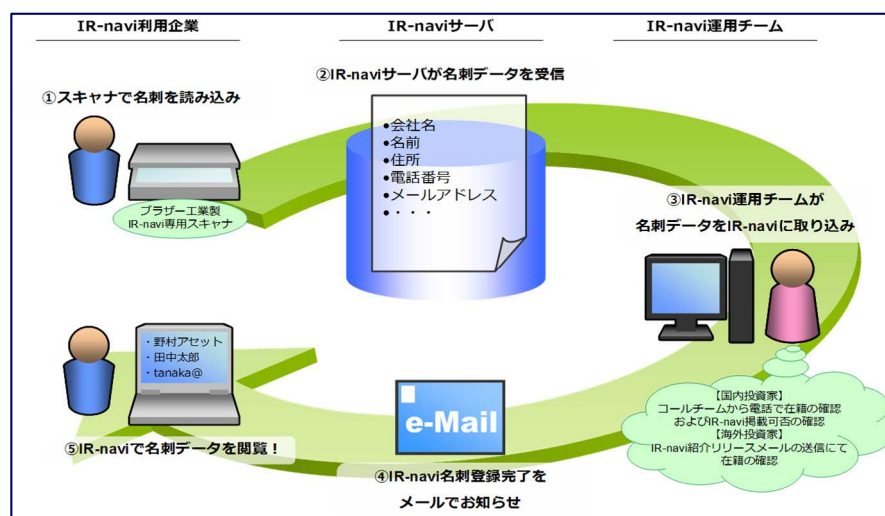 IR-navi利用企業
IR-naviサーバ
IR-navi運用チーム
①スキャナで名刺を読み込み
ブラザー工業製
IR-navi専用スキャナ
②IR-naviサーバが名刺データを受信
•会社名
•名前
•住所
•電話番号
•メールアドレス
•・・・
③IR-navi運用チームが
名刺データをIR-naviに取り込み
【国内投資家】
コールチームから電話で在籍の確認
およびIR-navi掲載可否の確認
【海外投資家】
IR-navi紹介リリースメールの送信にて
在籍の確認
e-Mail
④IR-navi名刺登録完了を
メールでお知らせ
・野村アセット
・田中太郎
・tanaka@
⑤IR-naviで名刺データを閲覧！